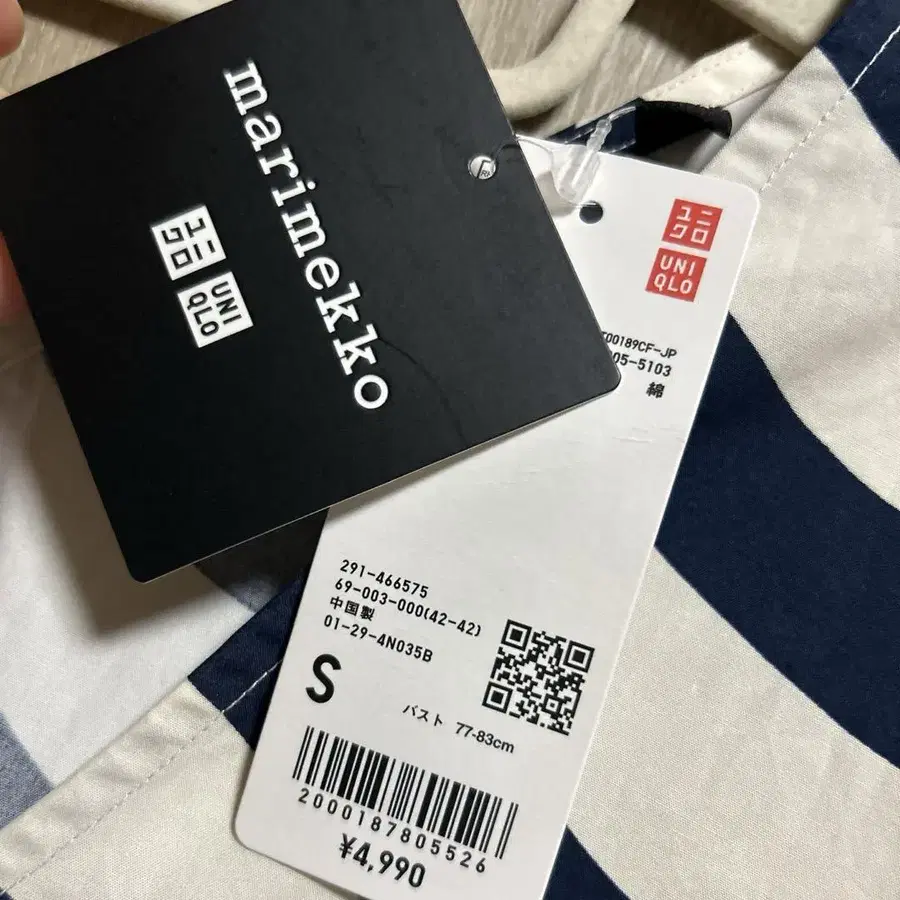 marimekko
ユニ
クロ
UNI
QLO
ユニ
クロ
UNI
QLO
T00189CF-JP
05-5103
綿
291-466575
69-003-000(42-42)
中国製
01-29-4N035B
S
バスト 77-83cm
2000187805526
¥4,990